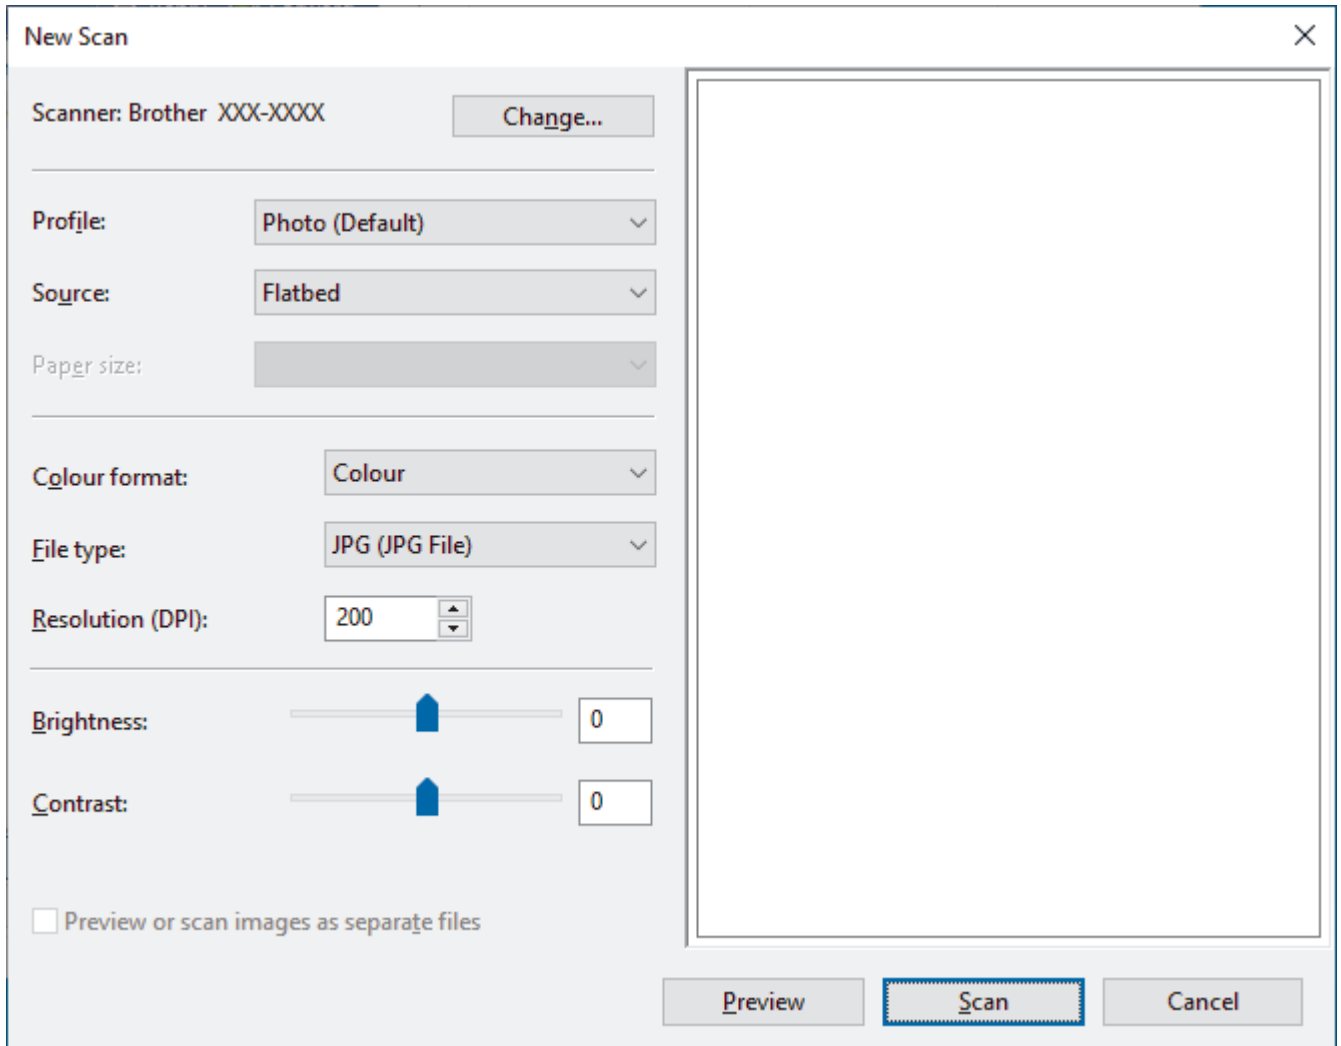 New Scan
Scanner: Brother XXX-XXXX
Change...
Profile: Photo (Default)
Source: Flatbed
Paper size:
Colour format: Colour
File type: JPG (JPG File)
Resolution (DPI): 200
Brightness: 0
Contrast: 0
Preview or scan images as separate files
Preview Scan Cancel